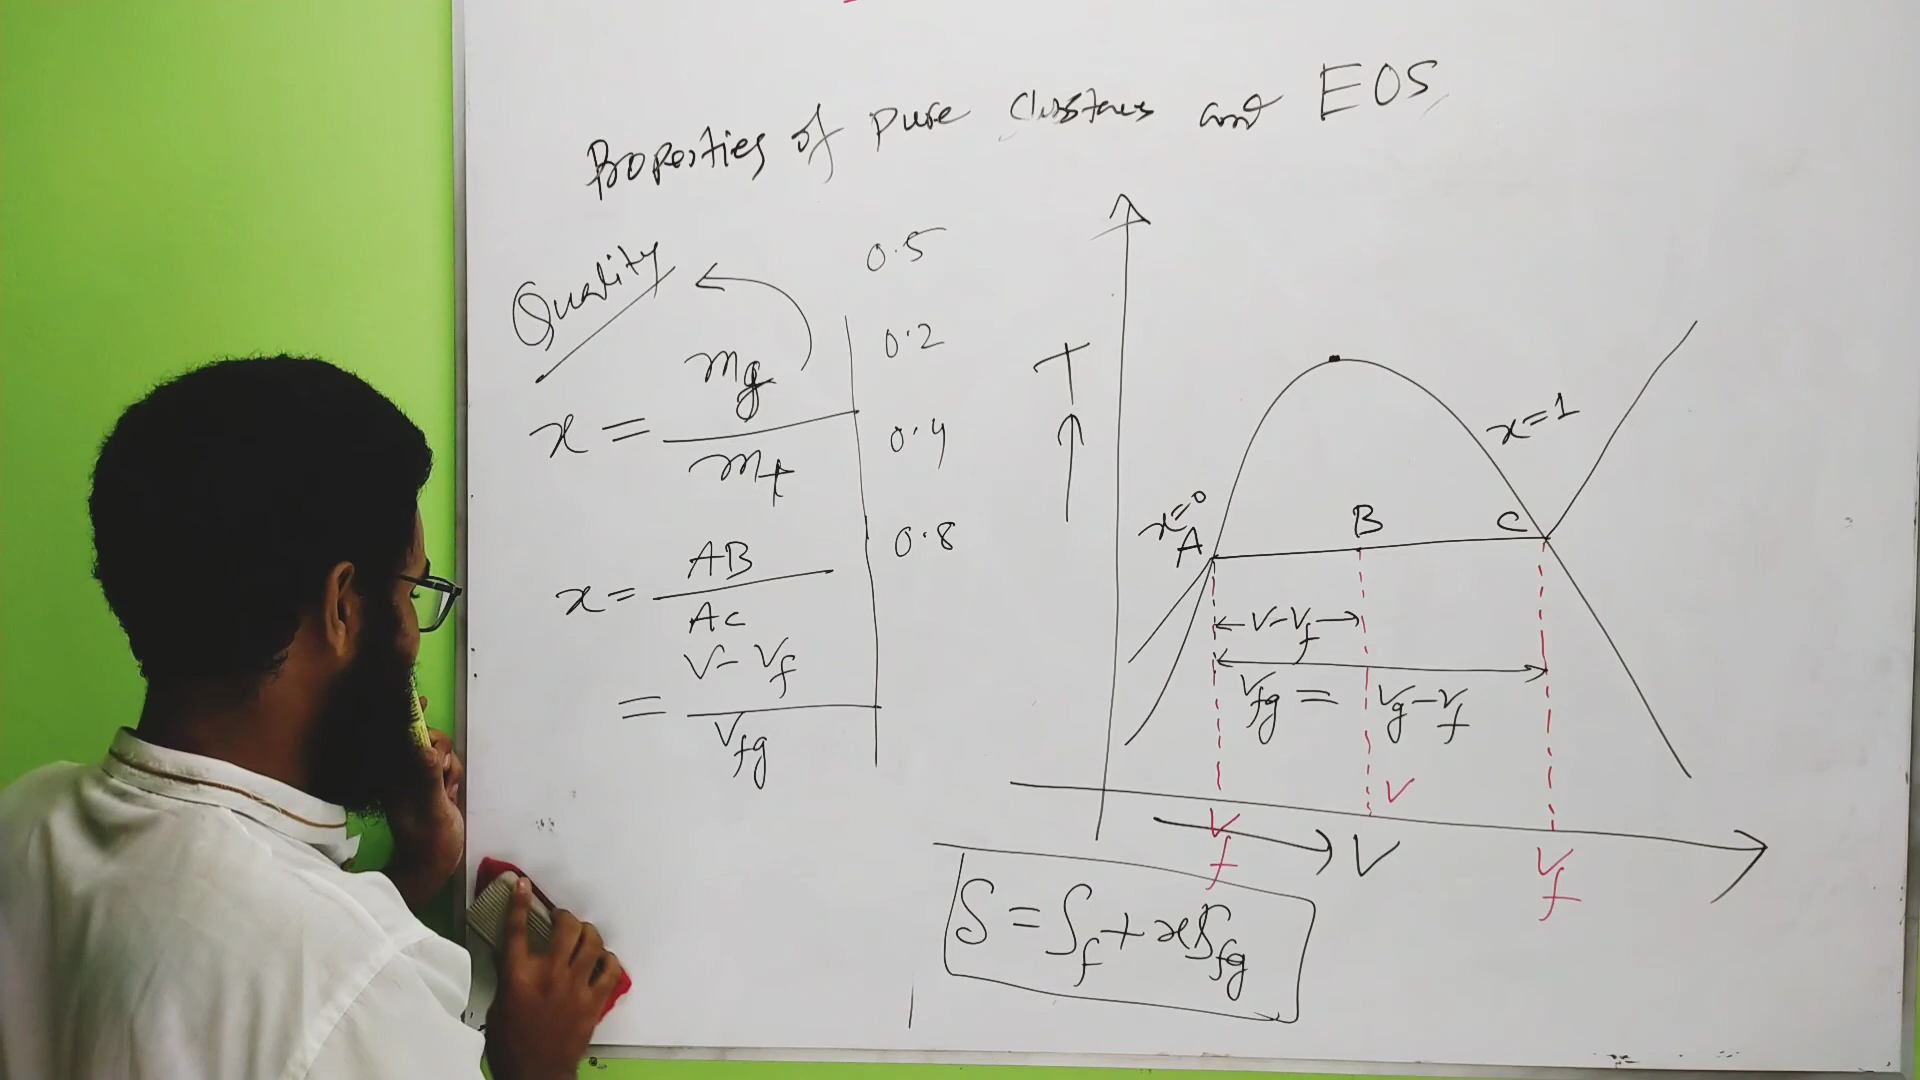 Properties of pure and EOS
Quality
x = mg / mt
x = AB / AC
= V - Vf / Vfg
0.5
0.2
0.4
0.8
T
x=0
A
B
C
x=1
V-Vf
Vfg = Vg-Vf
V
Vf
V
Vf
S = Sf + xSfg